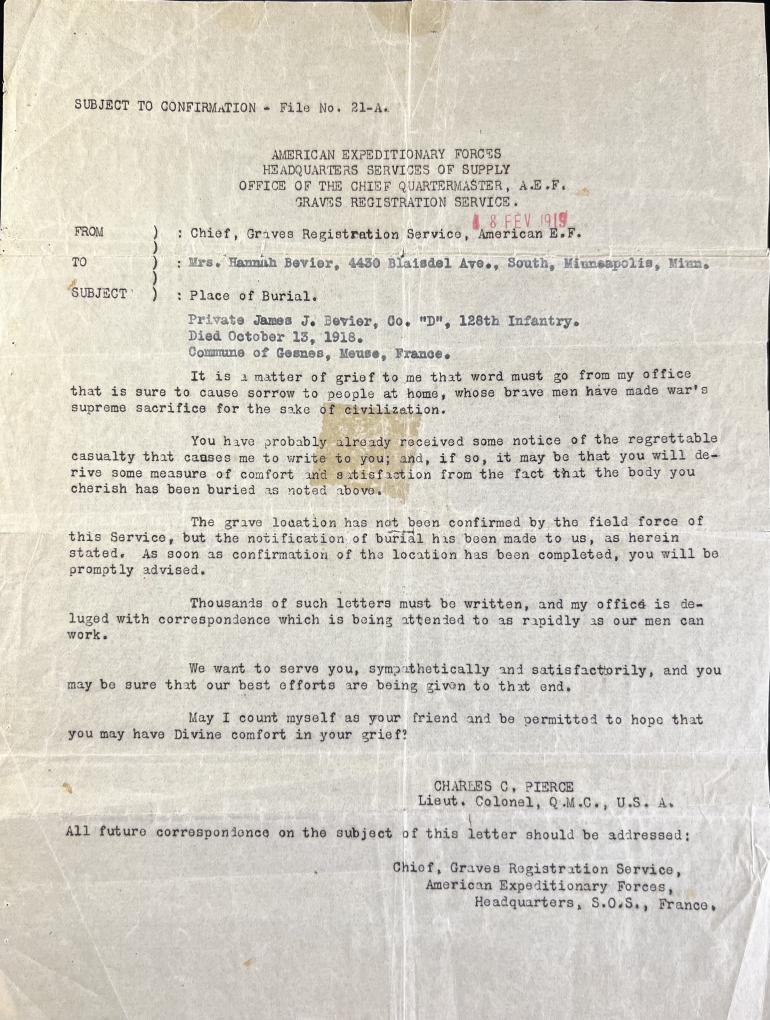 SUBJECT TO CONFIRMATION - File No. 21-A.
AMERICAN EXPEDITIONARY FORCES
HEADQUARTERS SERVICES OF SUPPLY
OFFICE OF THE CHIEF QUARTERMASTER, A.E.F.
GRAVES REGISTRATION SERVICE.
18 FEV 1919
FROM ) : Chief, Graves Registration Service, American E.F.
)
TO ) : Mrs. Hannah Bevier, 4430 Blaisdel Ave., South, Minneapolis, Minn.
)
SUBJECT ) : Place of Burial.
Private James J. Bevier, Co. "D", 128th Infantry.
Died October 13, 1918.
Commune of Gesnes, Meuse, France.
It is a matter of grief to me that word must go from my office
that is sure to cause sorrow to people at home, whose brave men have made war's
supreme sacrifice for the sake of civilization.
You have probably already received some notice of the regrettable
casualty that causes me to write to you; and, if so, it may be that you will de-
rive some measure of comfort and satisfaction from the fact that the body you
cherish has been buried as noted above.
The grave location has not been confirmed by the field force of
this Service, but the notification of burial has been made to us, as herein
stated. As soon as confirmation of the location has been completed, you will be
promptly advised.
Thousands of such letters must be written, and my office is de-
luged with correspondence which is being attended to as rapidly as our men can
work.
We want to serve you, sympathetically and satisfactorily, and you
may be sure that our best efforts are being given to that end.
May I count myself as your friend and be permitted to hope that
you may have Divine comfort in your grief?
CHARLES C. PIERCE
Lieut. Colonel, Q.M.C., U.S. A.
All future correspondence on the subject of this letter should be addressed:
Chief, Graves Registration Service,
American Expeditionary Forces,
Headquarters, S.O.S., France.